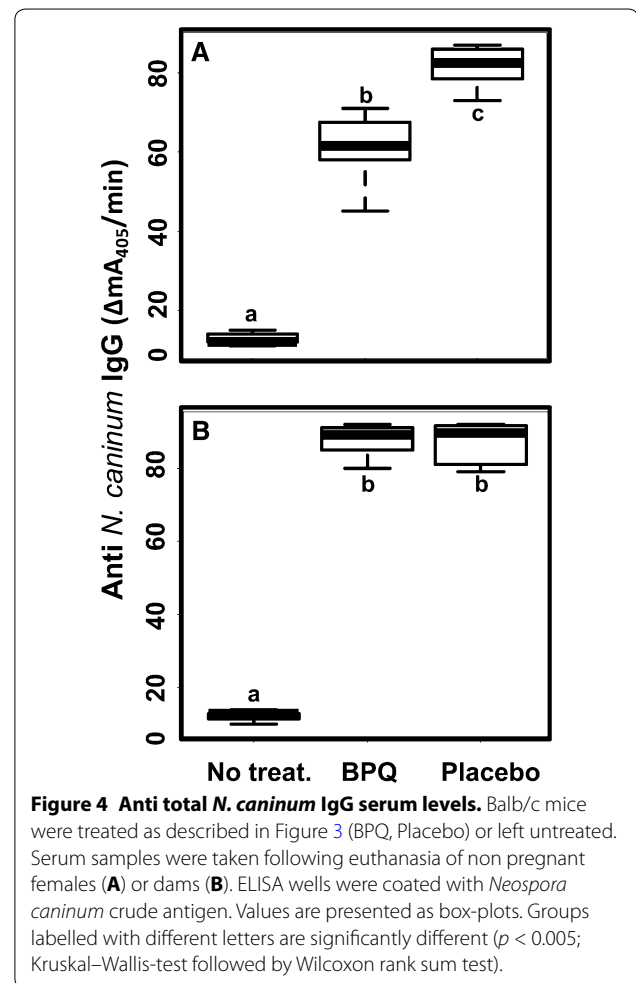 Anti N. caninum IgG (ΔmA405/min)
A
80
60
40
20
0
a
b
c
B
80
60
40
20
0
a
b
b
No treat. BPQ Placebo
Figure 4 Anti total N. caninum IgG serum levels. Balb/c mice
were treated as described in Figure 3 (BPQ, Placebo) or left untreated.
Serum samples were taken following euthanasia of non pregnant
females (A) or dams (B). ELISA wells were coated with Neospora
caninum crude antigen. Values are presented as box-plots. Groups
labelled with different letters are significantly different (p < 0.005;
Kruskal–Wallis-test followed by Wilcoxon rank sum test).